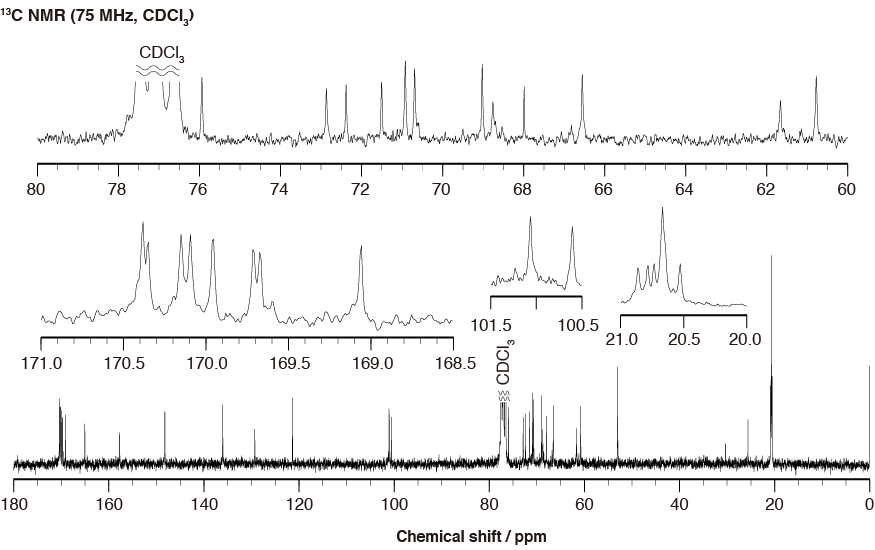 ¹³C NMR (75 MHz, CDCl₃)
CDCl₃
80 78 76 74 72 70 68 66 64 62 60
171.0 170.5 170.0 169.5 169.0 168.5
101.5 100.5
21.0 20.5 20.0
CDCl₃
180 160 140 120 100 80 60 40 20 0
Chemical shift / ppm